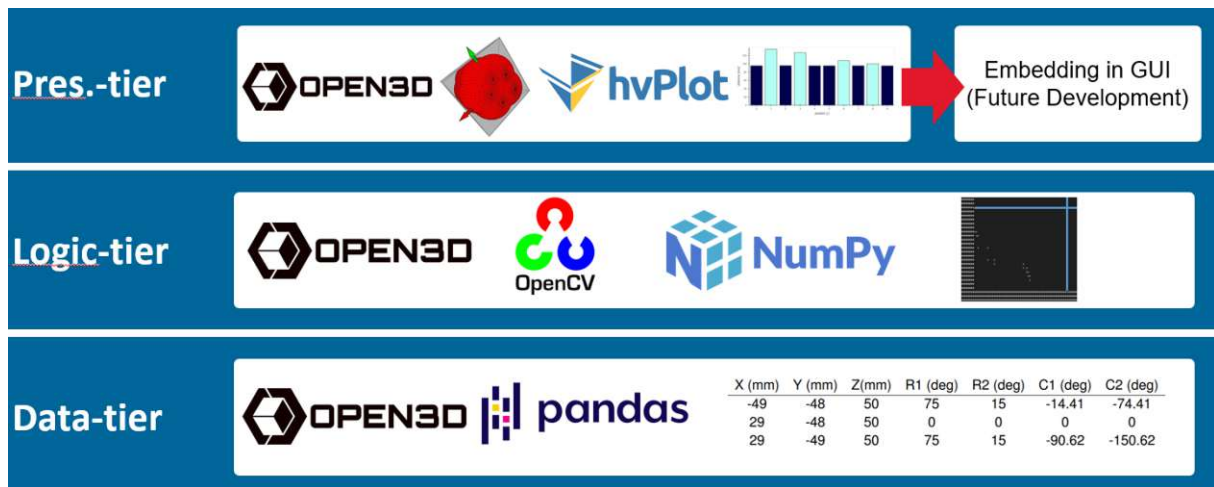 Pres.-tier
OPEN3D
hvPlot
Embedding in GUI
(Future Development)
Logic-tier
OPEN3D
OpenCV
NumPy
Data-tier
OPEN3D
pandas
X (mm) Y (mm) Z(mm) R1 (deg) R2 (deg) C1 (deg) C2 (deg)
-49 -48 50 75 15 -14.41 -74.41
29 -48 50 0 0 0 0
29 -49 50 75 15 -90.62 -150.62